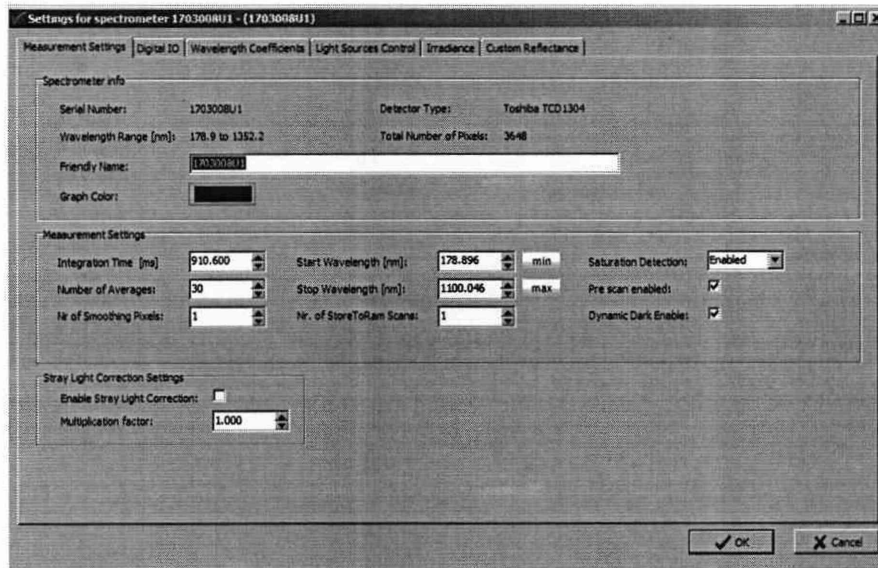 Settings for spectrometer 1703008U1 - (1703008U1)
Measurement Settings Digital IO Wavelength Coefficients Light Sources Control Irradiance Custom Reflectance
Spectrometer info
Serial Number: 1703008U1 Detector Type: Toshiba TCD1304
Wavelength Range [nm]: 178.9 to 1352.2 Total Number of Pixels: 3648
Friendly Name: 1703008U1
Graph Color:
Measurement Settings
Integration Time [ms] 910.600 Start Wavelength [nm]: 178.896 min Saturation Detection: Enabled
Number of Averages: 30 Stop Wavelength [nm]: 1100.046 max Pre scan enabled:
Nr of Smoothing Pixels: 1 Nr. of StoreToRam Scans: 1 Dynamic Dark Enable:
Stray Light Correction Settings
Enable Stray Light Correction:
Multiplication factor: 1.000
OK Cancel